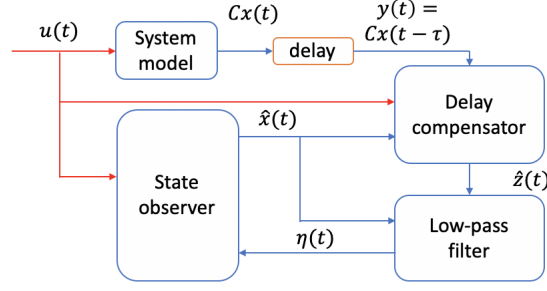 u(t)
System
model
Cx(t)
delay
y(t) =
Cx(t − τ)
Delay
compensator
x̂(t)
State
observer
ẑ(t)
Low-pass
filter
η(t)